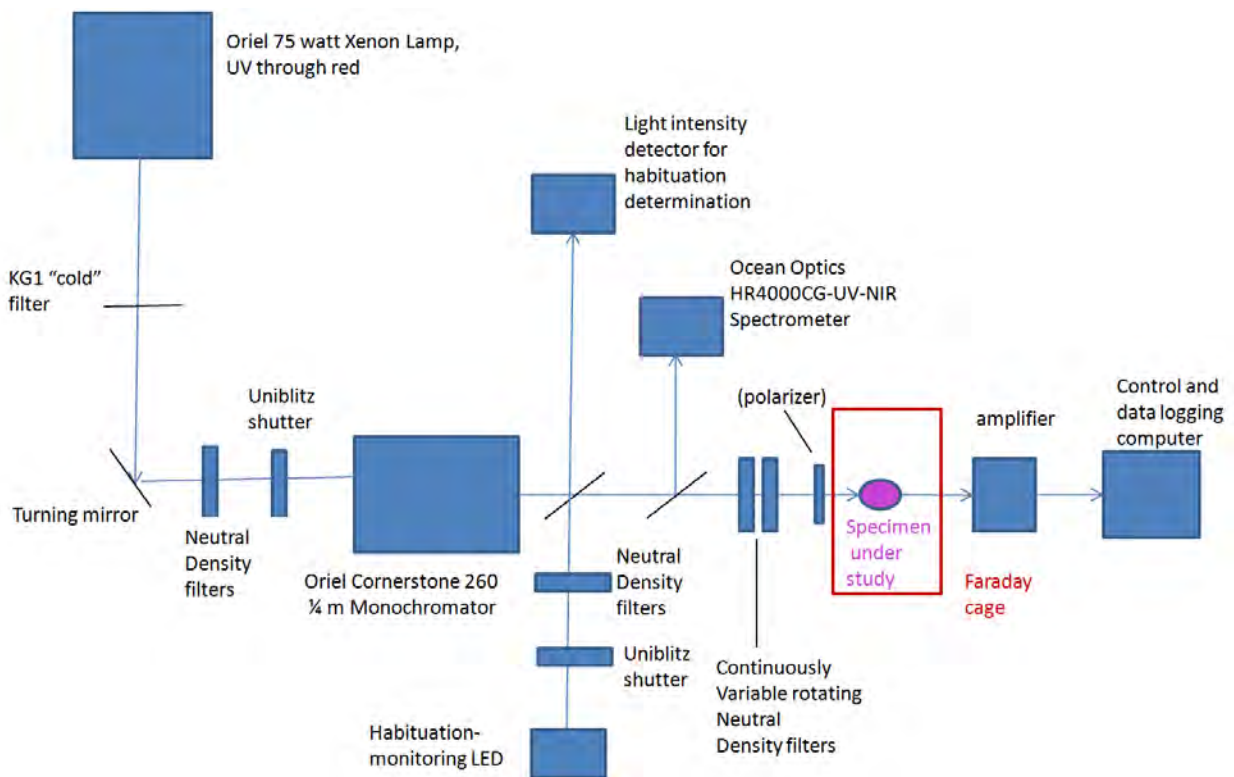 Oriel 75 watt Xenon Lamp,
UV through red
Light intensity
detector for
habituation
determination
KG1 “cold”
filter
Ocean Optics
HR4000CG-UV-NIR
Spectrometer
Uniblitz
shutter
(polarizer)
amplifier
Control and
data logging
computer
Turning mirror
Neutral
Density
filters
Oriel Cornerstone 260
¼ m Monochromator
Neutral
Density
filters
Specimen
under
study
Faraday
cage
Uniblitz
shutter
Continuously
Variable rotating
Neutral
Density filters
Habituation-
monitoring LED